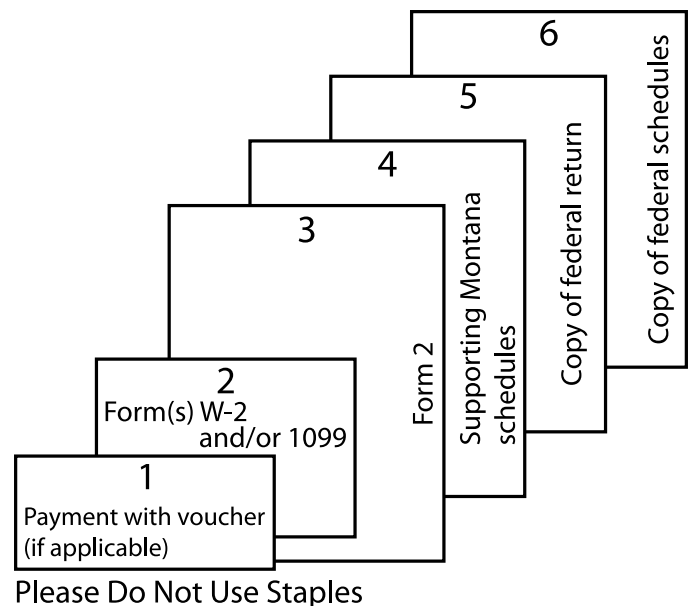 6
Copy of federal schedules
5
Copy of federal return
4
Supporting Montana
schedules
3
Form 2
2
Form(s) W-2
and/or 1099
1
Payment with voucher
(if applicable)
Please Do Not Use Staples